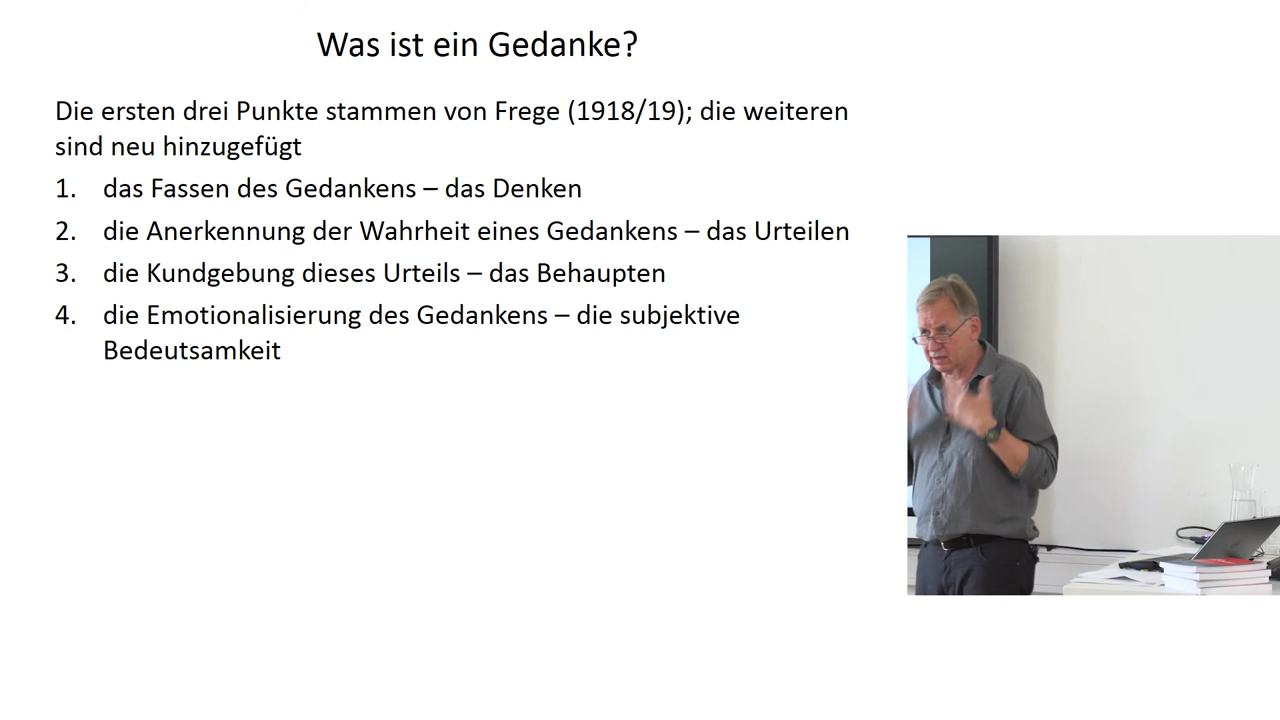 Was ist ein Gedanke?
Die ersten drei Punkte stammen von Frege (1918/19); die weiteren
sind neu hinzugefügt
1. das Fassen des Gedankens – das Denken
2. die Anerkennung der Wahrheit eines Gedankens – das Urteilen
3. die Kundgebung dieses Urteils – das Behaupten
4. die Emotionalisierung des Gedankens – die subjektive
Bedeutsamkeit